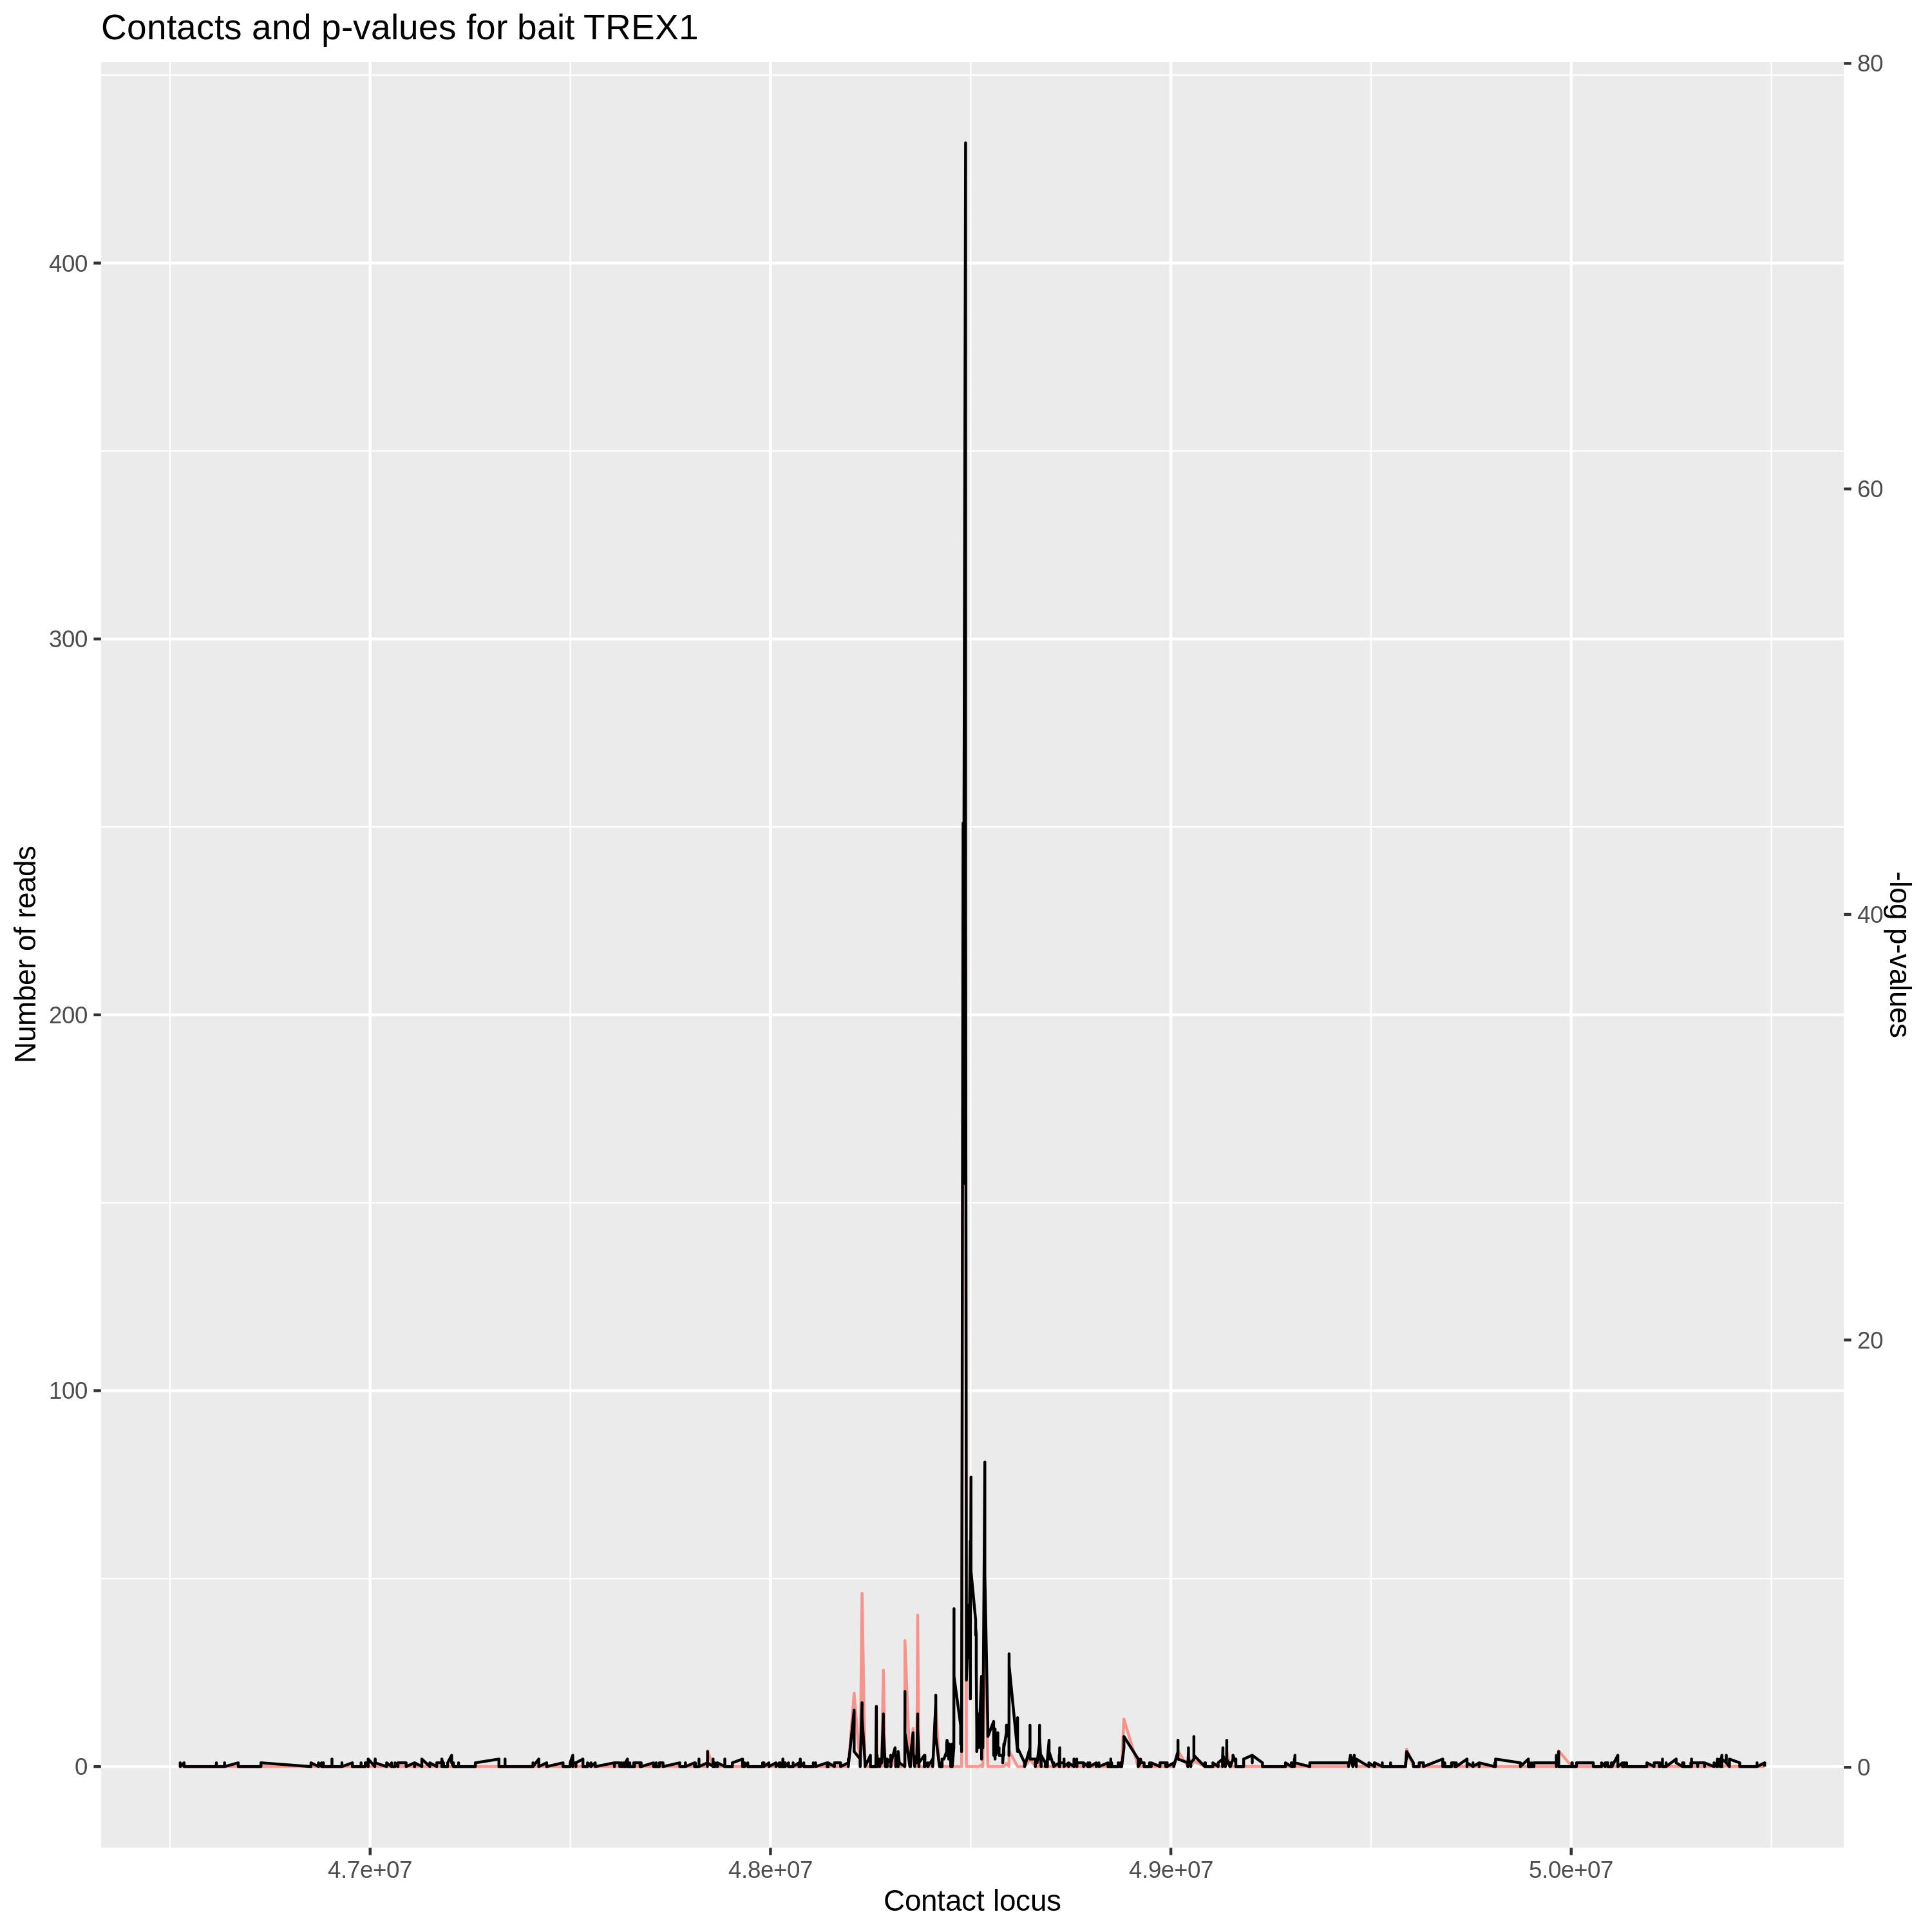 Contacts and p-values for bait TREX1
80
400
60
300
Number of reads
-log p-values
40
200
20
100
0
0
4.7e+07
4.8e+07
4.9e+07
5.0e+07
Contact locus